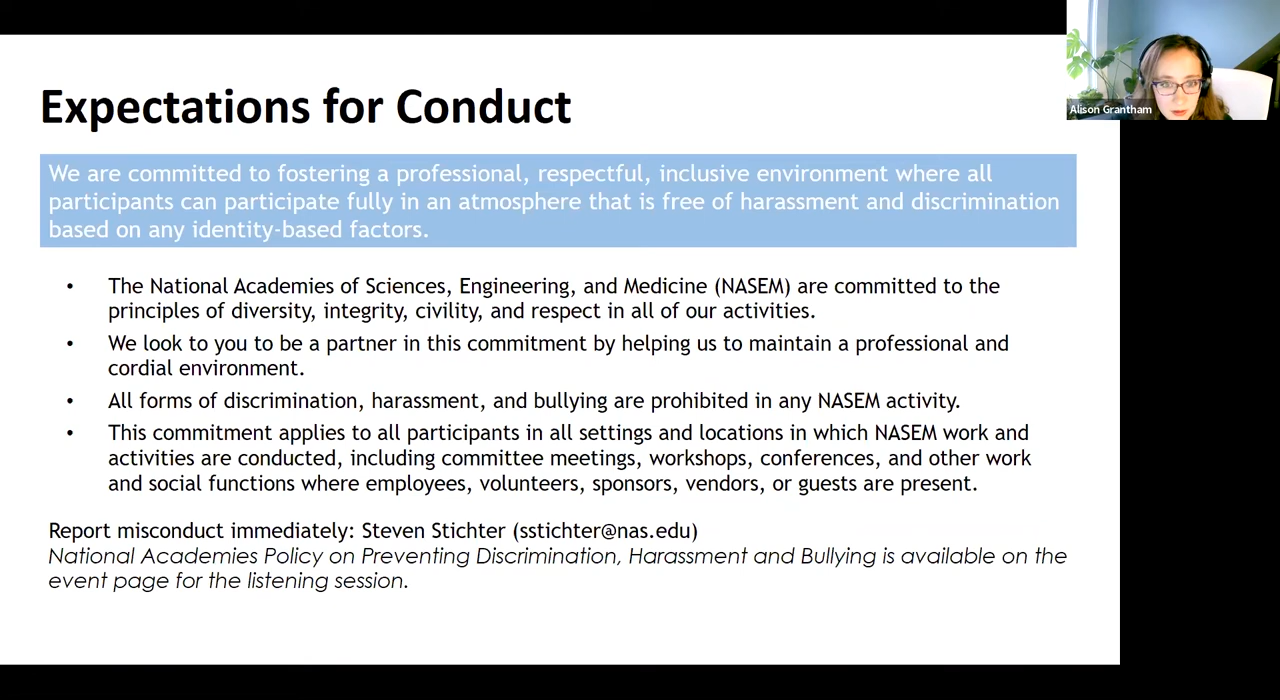 Expectations for Conduct
Alison Grantham
We are committed to fostering a professional, respectful, inclusive environment where all
participants can participate fully in an atmosphere that is free of harassment and discrimination
based on any identity-based factors.
• The National Academies of Sciences, Engineering, and Medicine (NASEM) are committed to the
principles of diversity, integrity, civility, and respect in all of our activities.
• We look to you to be a partner in this commitment by helping us to maintain a professional and
cordial environment.
• All forms of discrimination, harassment, and bullying are prohibited in any NASEM activity.
• This commitment applies to all participants in all settings and locations in which NASEM work and
activities are conducted, including committee meetings, workshops, conferences, and other work
and social functions where employees, volunteers, sponsors, vendors, or guests are present.
Report misconduct immediately: Steven Stichter (sstichter@nas.edu)
National Academies Policy on Preventing Discrimination, Harassment and Bullying is available on the
event page for the listening session.